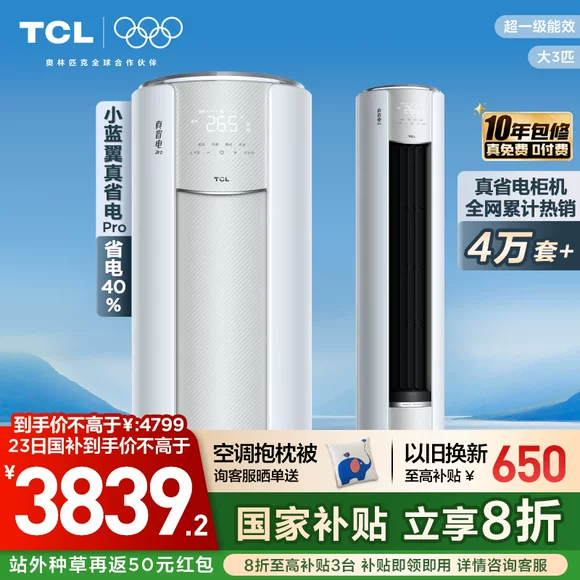 TCL
奥林匹克全球合作伙伴
超一级能效
大3匹
小蓝翼真省电Pro
省电40%
真省电
Pro
26.5
TCL
10年包修
真免费 0付费
真省电柜机
全网累计热销
4万套+
到手价不高于¥:4799
23日国补到手价不高于
¥3839.2
空调抱枕被
询客服晒单送
以旧换新
至高补贴¥
650
国家补贴 立享8折
站外种草再返50元红包
8折至高补贴3台 补贴即领即用 详情咨询客服